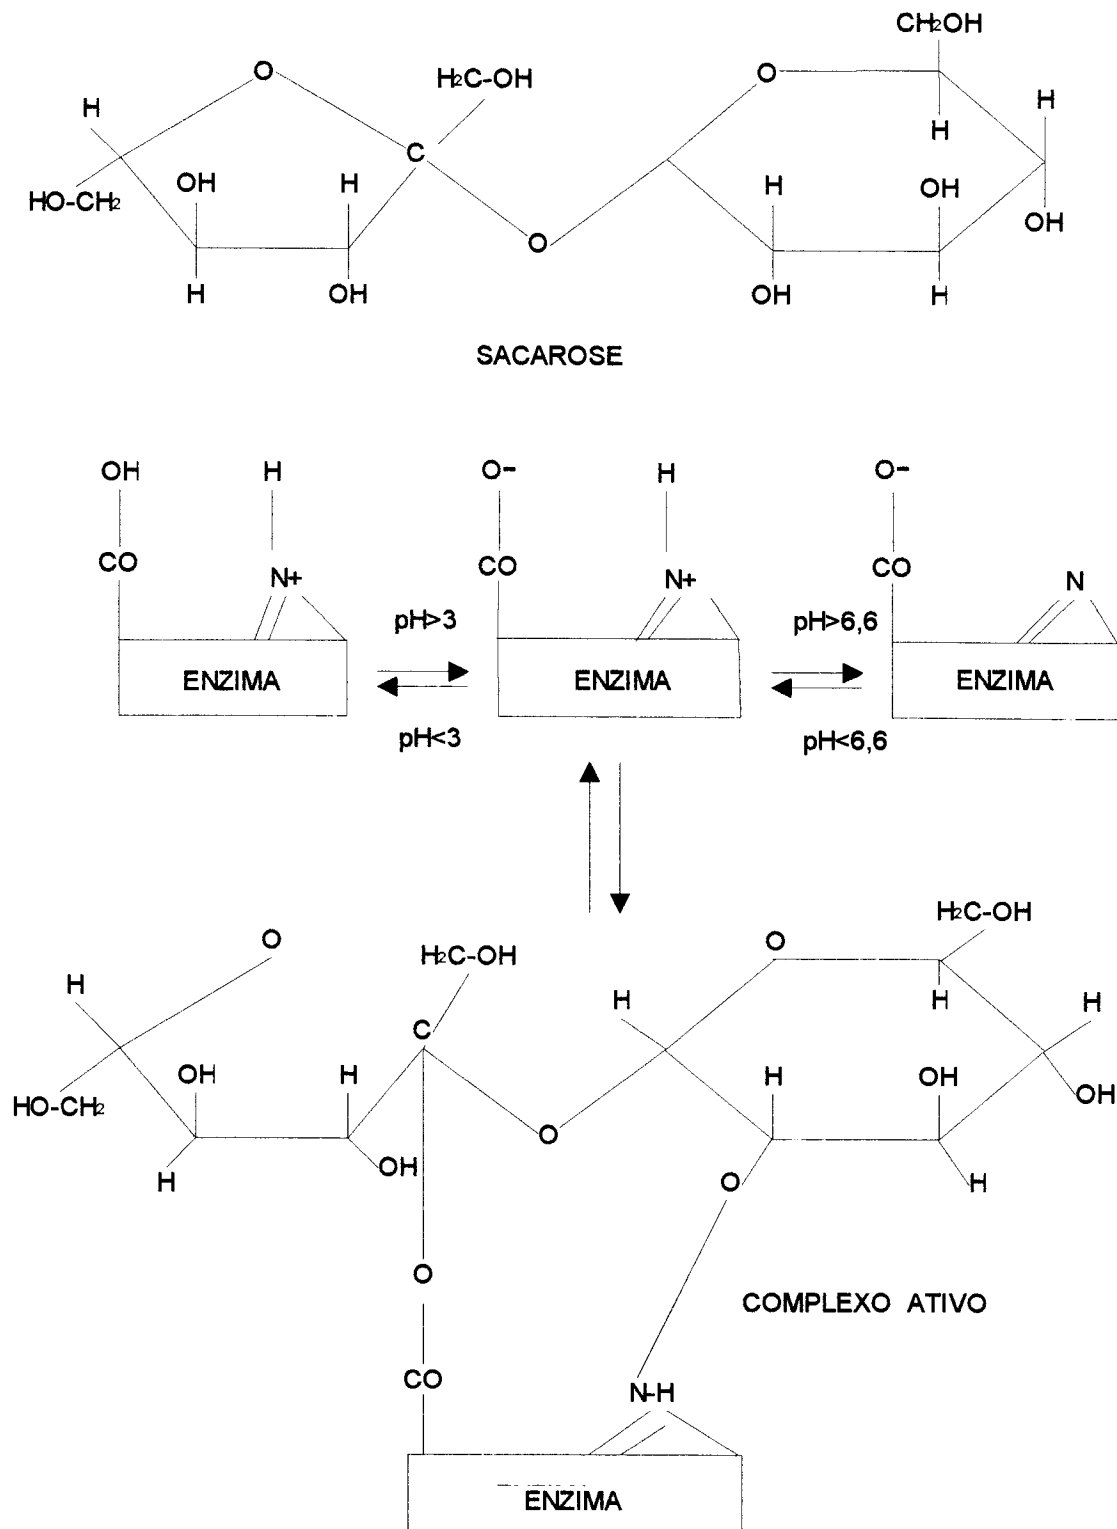 CH2OH
O H2C-OH O
H H
C H
OH H H OH
HO-CH2 OH
O
H OH OH H
SACAROSE
OH H O- H O-
CO N+ CO N+ CO N
pH>3 pH>6,6
ENZIMA ENZIMA ENZIMA
pH<3 pH<6,6
H2C-OH
O H2C-OH O
H H H H
C
OH H H OH OH
HO-CH2 O
H OH O H
O
COMPLEXO ATIVO
CO N-H
ENZIMA